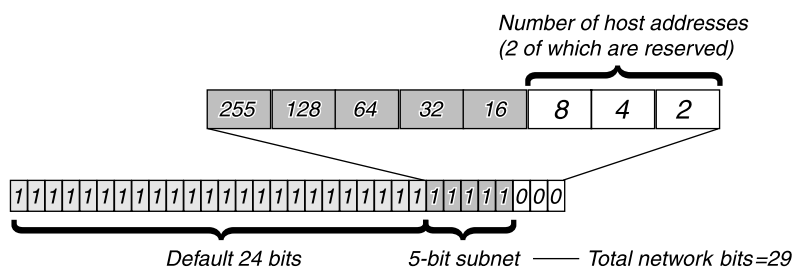 Number of host addresses
(2 of which are reserved)
255 128 64 32 16 8 4 2
1 1 1 1 1 1 1 1 1 1 1 1 1 1 1 1 1 1 1 1 1 1 1 1 1 1 1 1 1 0 0 0
Default 24 bits 5-bit subnet Total network bits=29